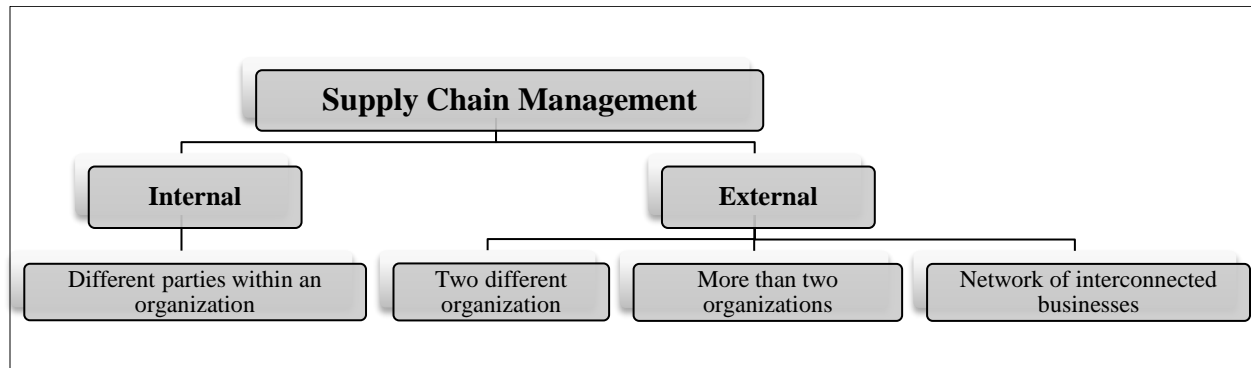 Supply Chain Management
Internal
External
Different parties within an
organization
Two different
organization
More than two
organizations
Network of interconnected
businesses